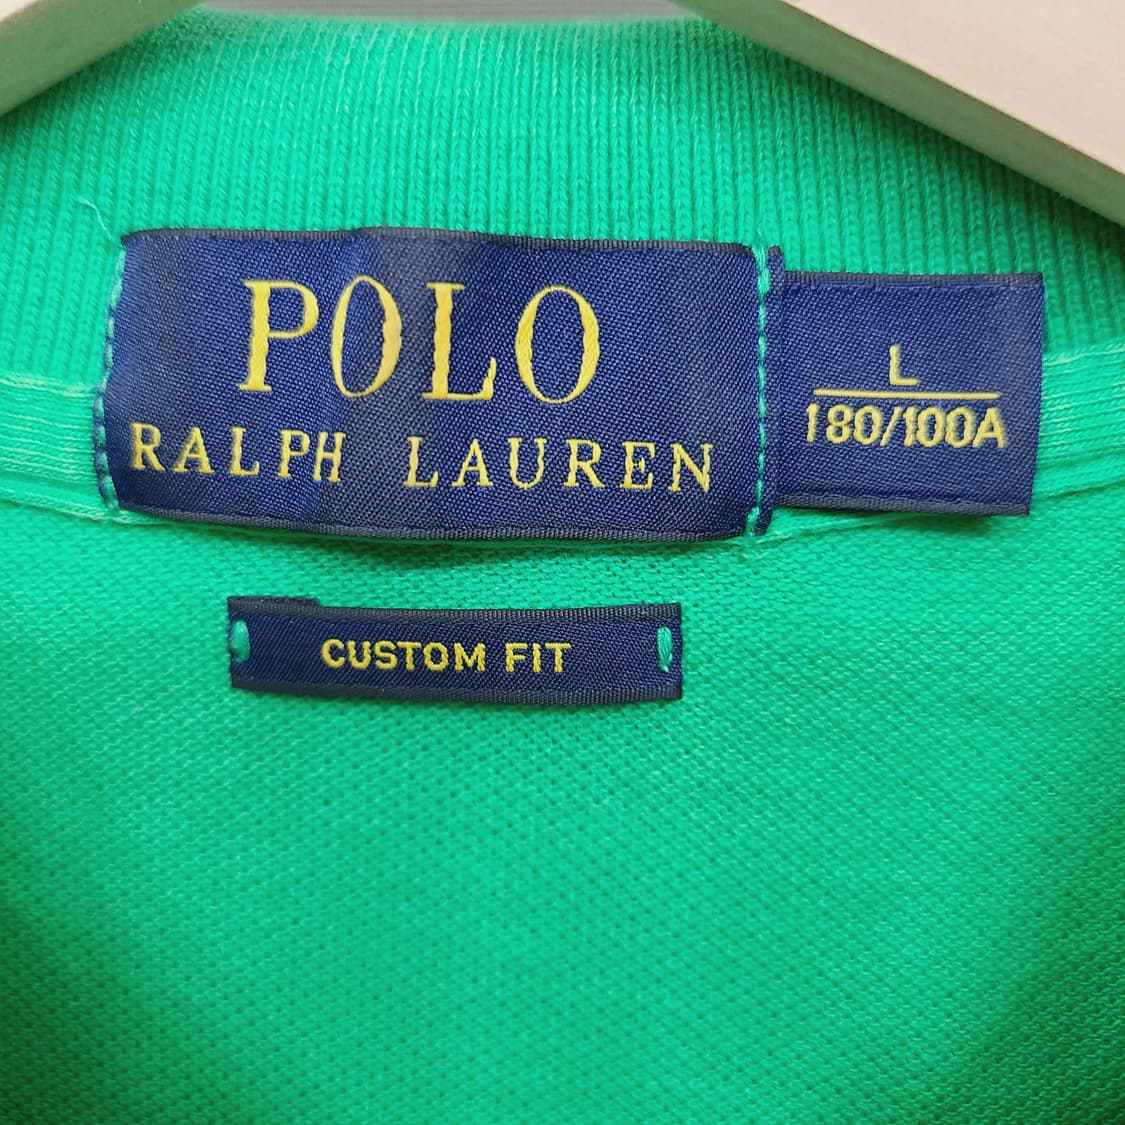 POLO
RALPH LAUREN
L
180/100A
CUSTOM FIT